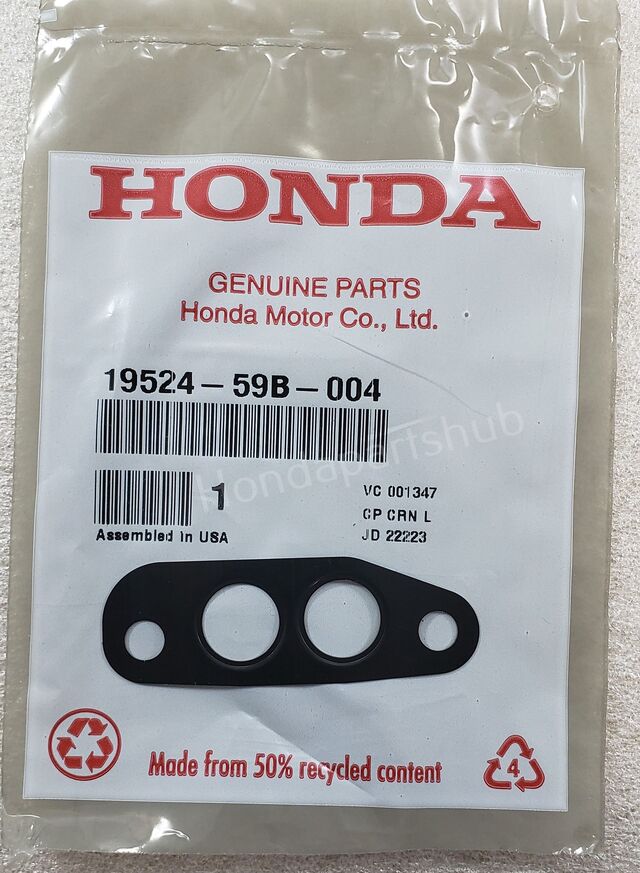 HONDA
GENUINE PARTS
Honda Motor Co., Ltd.
19524-59B-004
Hondapartshub
1
VC 001347
CP CRN L
Assembled in USA
JD 22223
Made from 50% recycled content
4